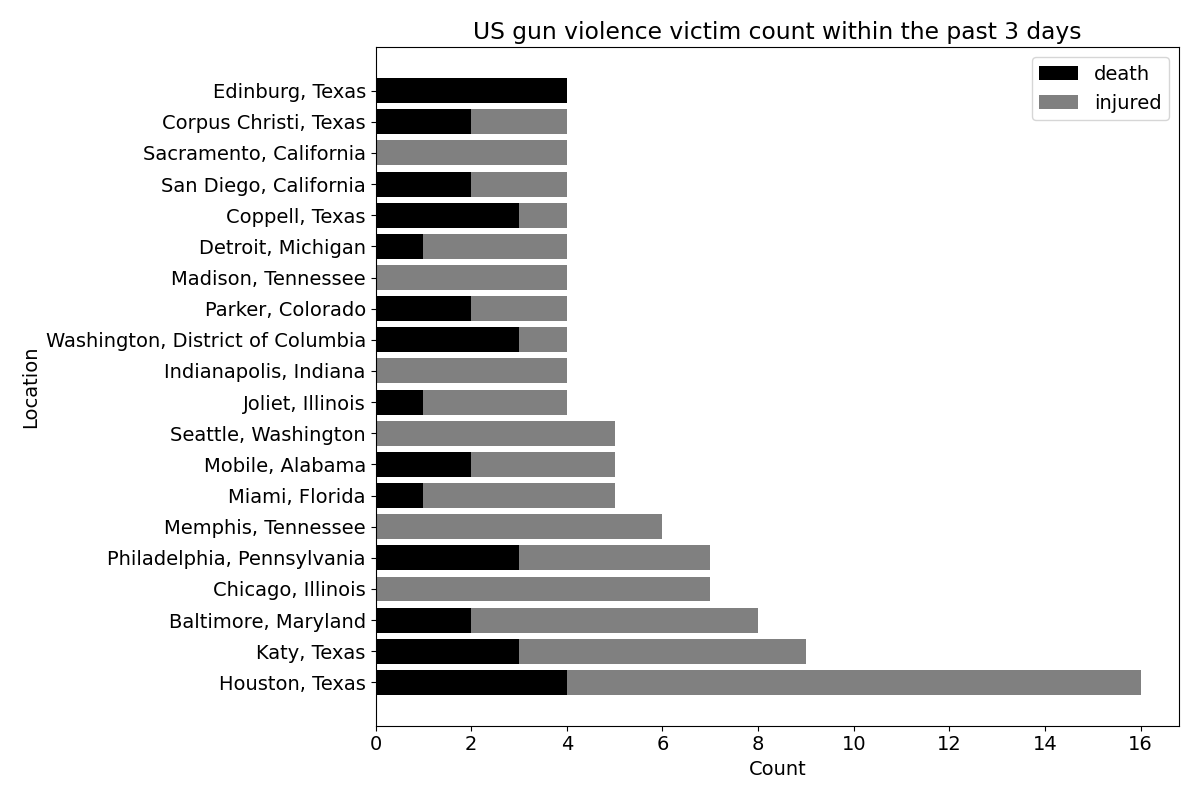 US gun violence victim count within the past 3 days
death
injured
Edinburg, Texas
Corpus Christi, Texas
Sacramento, California
San Diego, California
Coppell, Texas
Detroit, Michigan
Madison, Tennessee
Parker, Colorado
Washington, District of Columbia
Indianapolis, Indiana
Joliet, Illinois
Seattle, Washington
Mobile, Alabama
Miami, Florida
Memphis, Tennessee
Philadelphia, Pennsylvania
Chicago, Illinois
Baltimore, Maryland
Katy, Texas
Houston, Texas
Location
0 2 4 6 8 10 12 14 16
Count